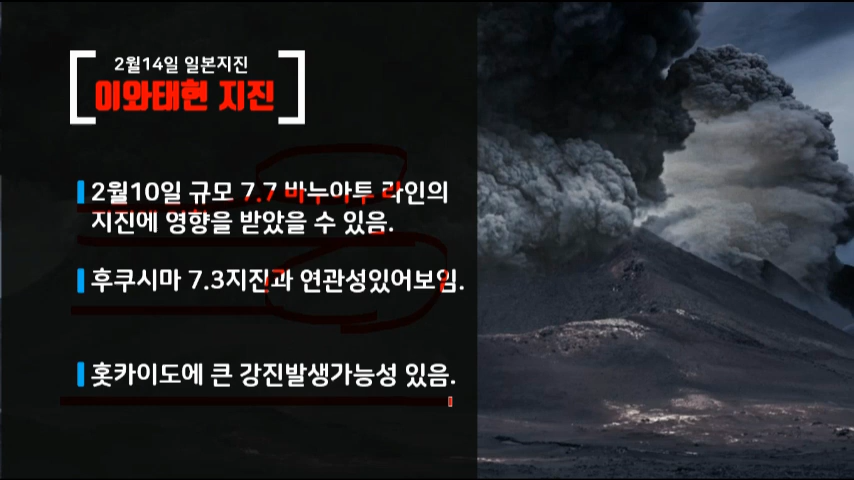 2월14일 일본지진
이와태현 지진
2월10일 규모 7.7 바누아투 라인의
지진에 영향을 받았을 수 있음.
후쿠시마 7.3지진과 연관성있어보임.
홋카이도에 큰 강진발생가능성 있음.